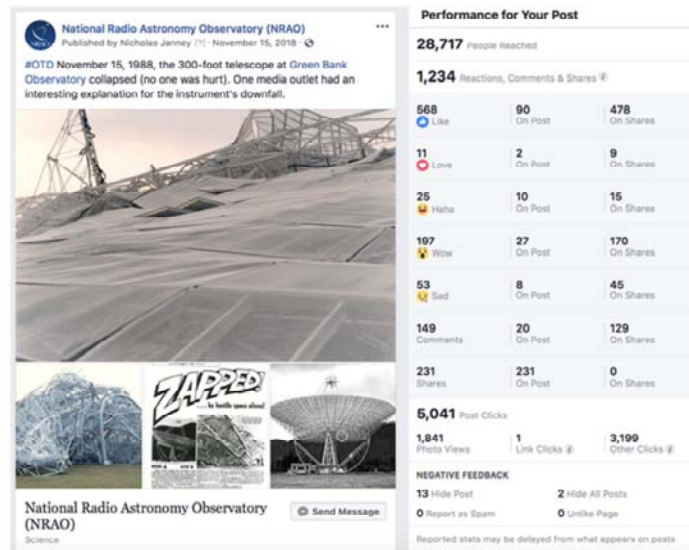 National Radio Astronomy Observatory (NRAO)
Published by Nicholas Janney [?] · November 15, 2018 ·
#OTD November 15, 1988, the 300-foot telescope at Green Bank
Observatory collapsed (no one was hurt). One media outlet had an
interesting explanation for the instrument's downfall.
ZAPPED!
... by hostile space aliens!
National Radio Astronomy Observatory
(NRAO)
Science
Send Message
Performance for Your Post
28,717 People Reached
1,234 Reactions, Comments & Shares
568 90 478
Like On Post On Shares
11 2 9
Love On Post On Shares
25 10 15
Haha On Post On Shares
197 27 170
Wow On Post On Shares
53 8 45
Sad On Post On Shares
149 20 129
Comments On Post On Shares
231 231 0
Shares On Post On Shares
5,041 Post Clicks
1,841 1 3,199
Photo Views Link Clicks Other Clicks
NEGATIVE FEEDBACK
13 Hide Post 2 Hide All Posts
0 Report as Spam 0 Unlike Page
Reported stats may be delayed from what appears on posts